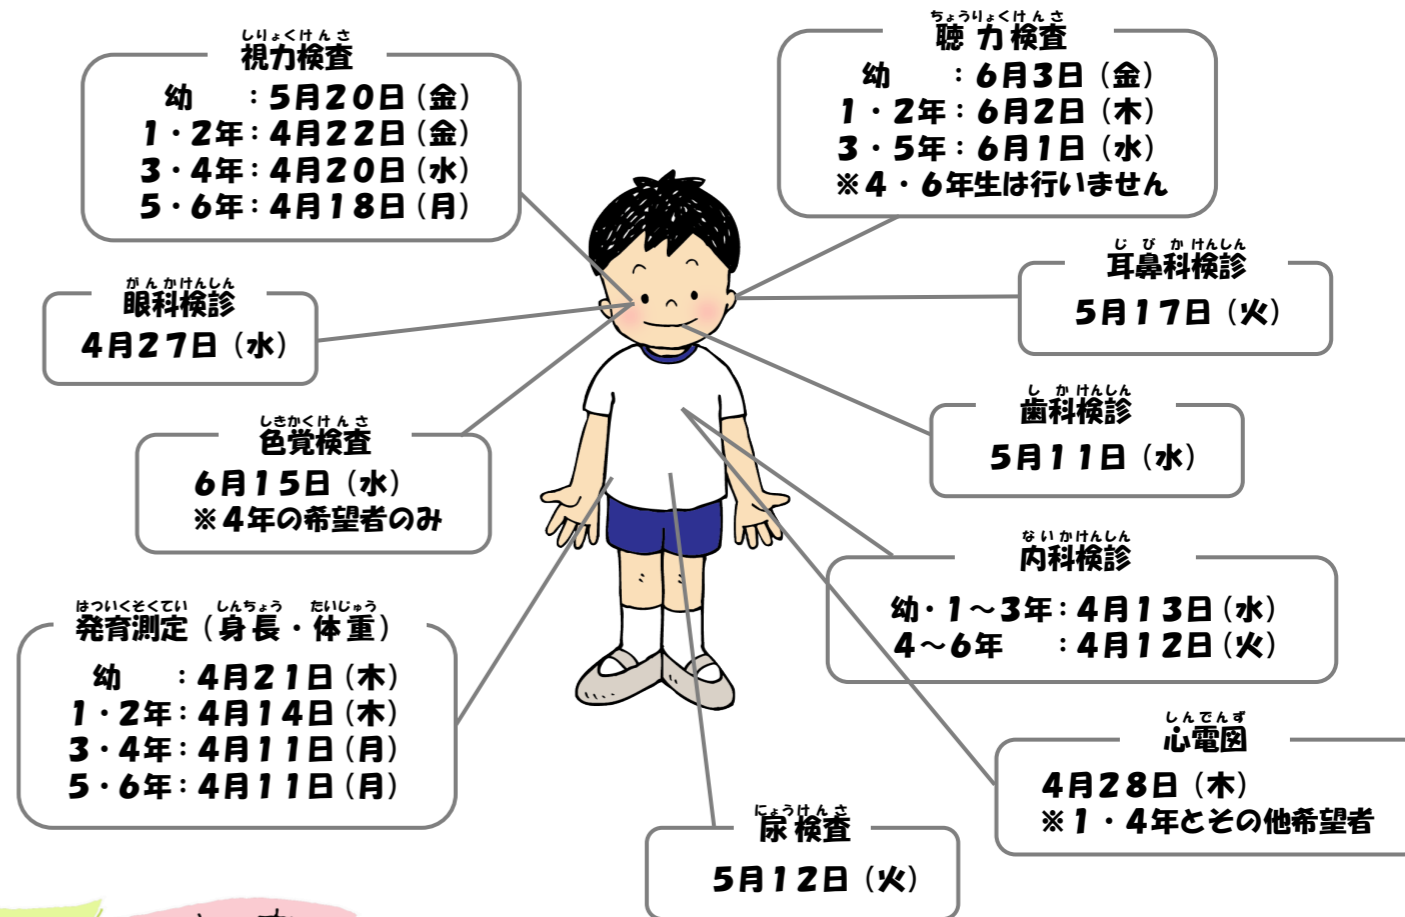 しりょくけんさ
視力検査
幼　　：5月20日（金）
1・2年：4月22日（金）
3・4年：4月20日（水）
5・6年：4月18日（月）
ちょうりょくけんさ
聴力検査
幼　　：6月3日（金）
1・2年：6月2日（木）
3・5年：6月1日（水）
※4・6年生は行いません
がんかけんしん
眼科検診
4月27日（水）
じびかけんしん
耳鼻科検診
5月17日（火）
しきかくけんさ
色覚検査
6月15日（水）
※4年の希望者のみ
しかけんしん
歯科検診
5月11日（水）
ないかけんしん
内科検診
幼・1～3年：4月13日（水）
4～6年　　：4月12日（火）
はついくそくてい　しんちょう　たいじゅう
発育測定（身長・体重）
幼　　：4月21日（木）
1・2年：4月14日（木）
3・4年：4月11日（月）
5・6年：4月11日（月）
しんでんず
心電図
4月28日（木）
※1・4年とその他希望者
にょうけんさ
尿検査
5月12日（火）